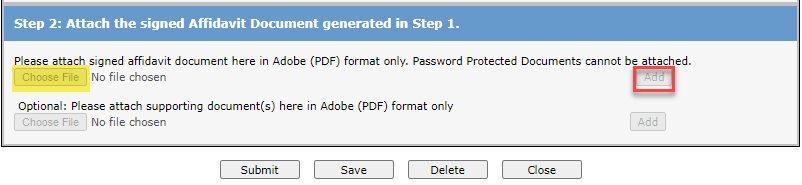 Step 2: Attach the signed Affidavit Document generated in Step 1.
Please attach signed affidavit document here in Adobe (PDF) format only. Password Protected Documents cannot be attached.
Choose File No file chosen Add
Optional: Please attach supporting document(s) here in Adobe (PDF) format only
Choose File No file chosen Add
Submit Save Delete Close